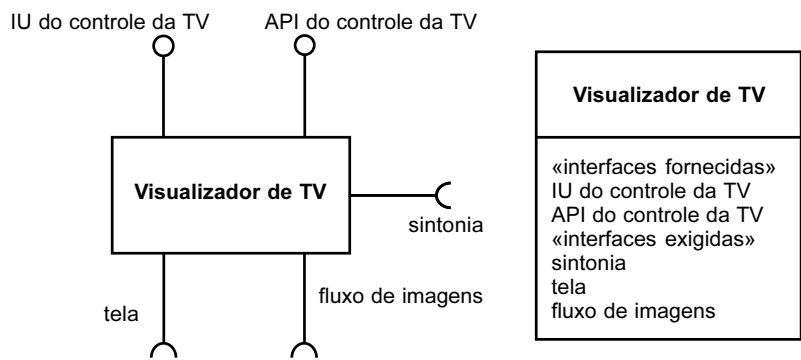 IU do controle da TV
API do controle da TV
Visualizador de TV
sintonia
tela
fluxo de imagens
Visualizador de TV
«interfaces fornecidas»
IU do controle da TV
API do controle da TV
«interfaces exigidas»
sintonia
tela
fluxo de imagens